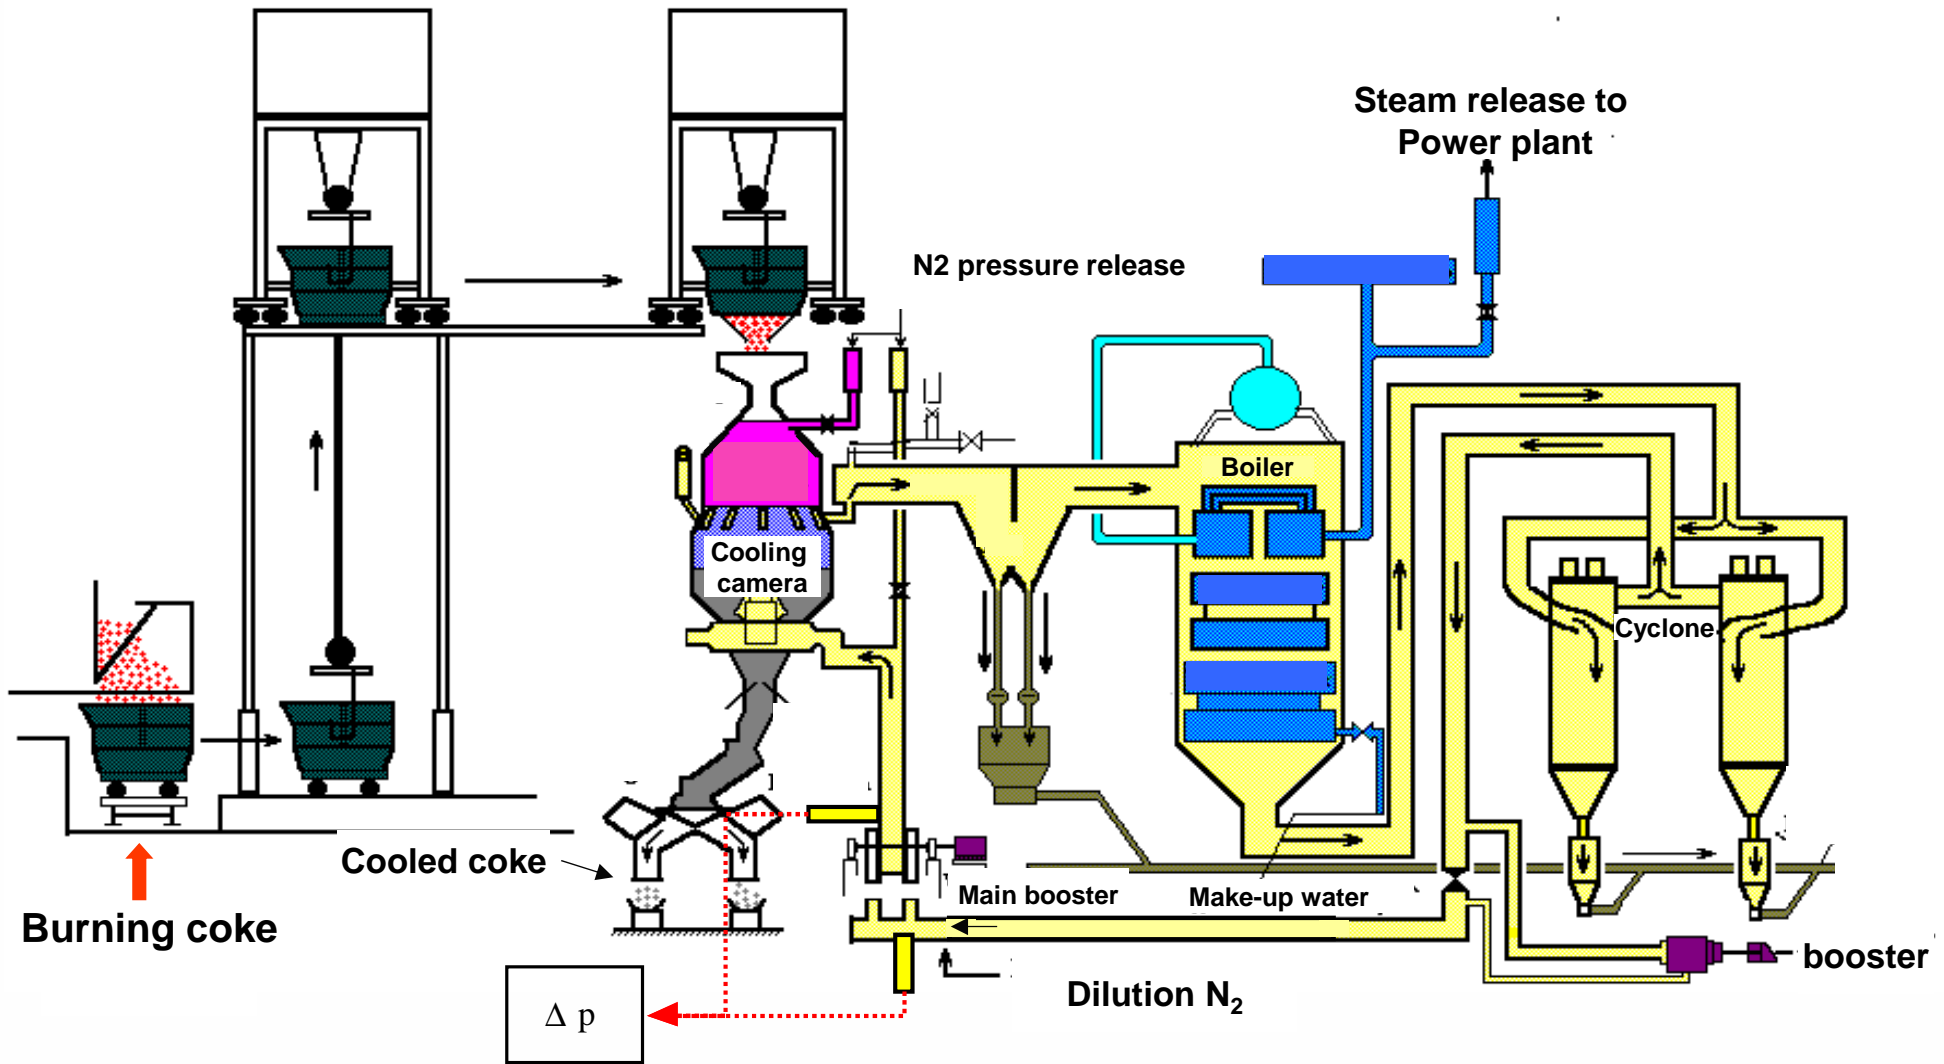 Steam release to
Power plant
N2 pressure release
Boiler
Cooling
camera
Cyclone
Cooled coke
Main booster
Make-up water
Burning coke
booster
Dilution N₂
Δ p